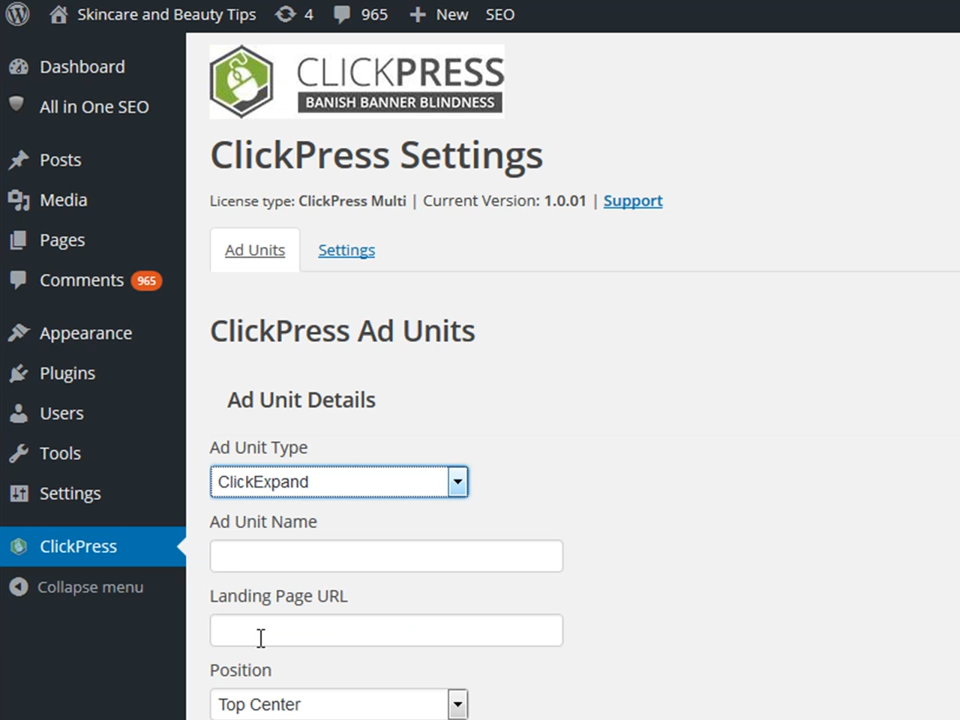 Skincare and Beauty Tips 4 965 New SEO
Dashboard
All in One SEO
Posts
Media
Pages
Comments 965
Appearance
Plugins
Users
Tools
Settings
ClickPress
Collapse menu
CLICKPRESS
BANISH BANNER BLINDNESS
ClickPress Settings
License type: ClickPress Multi | Current Version: 1.0.01 | Support
Ad Units Settings
ClickPress Ad Units
Ad Unit Details
Ad Unit Type
ClickExpand
Ad Unit Name
Landing Page URL
Position
Top Center